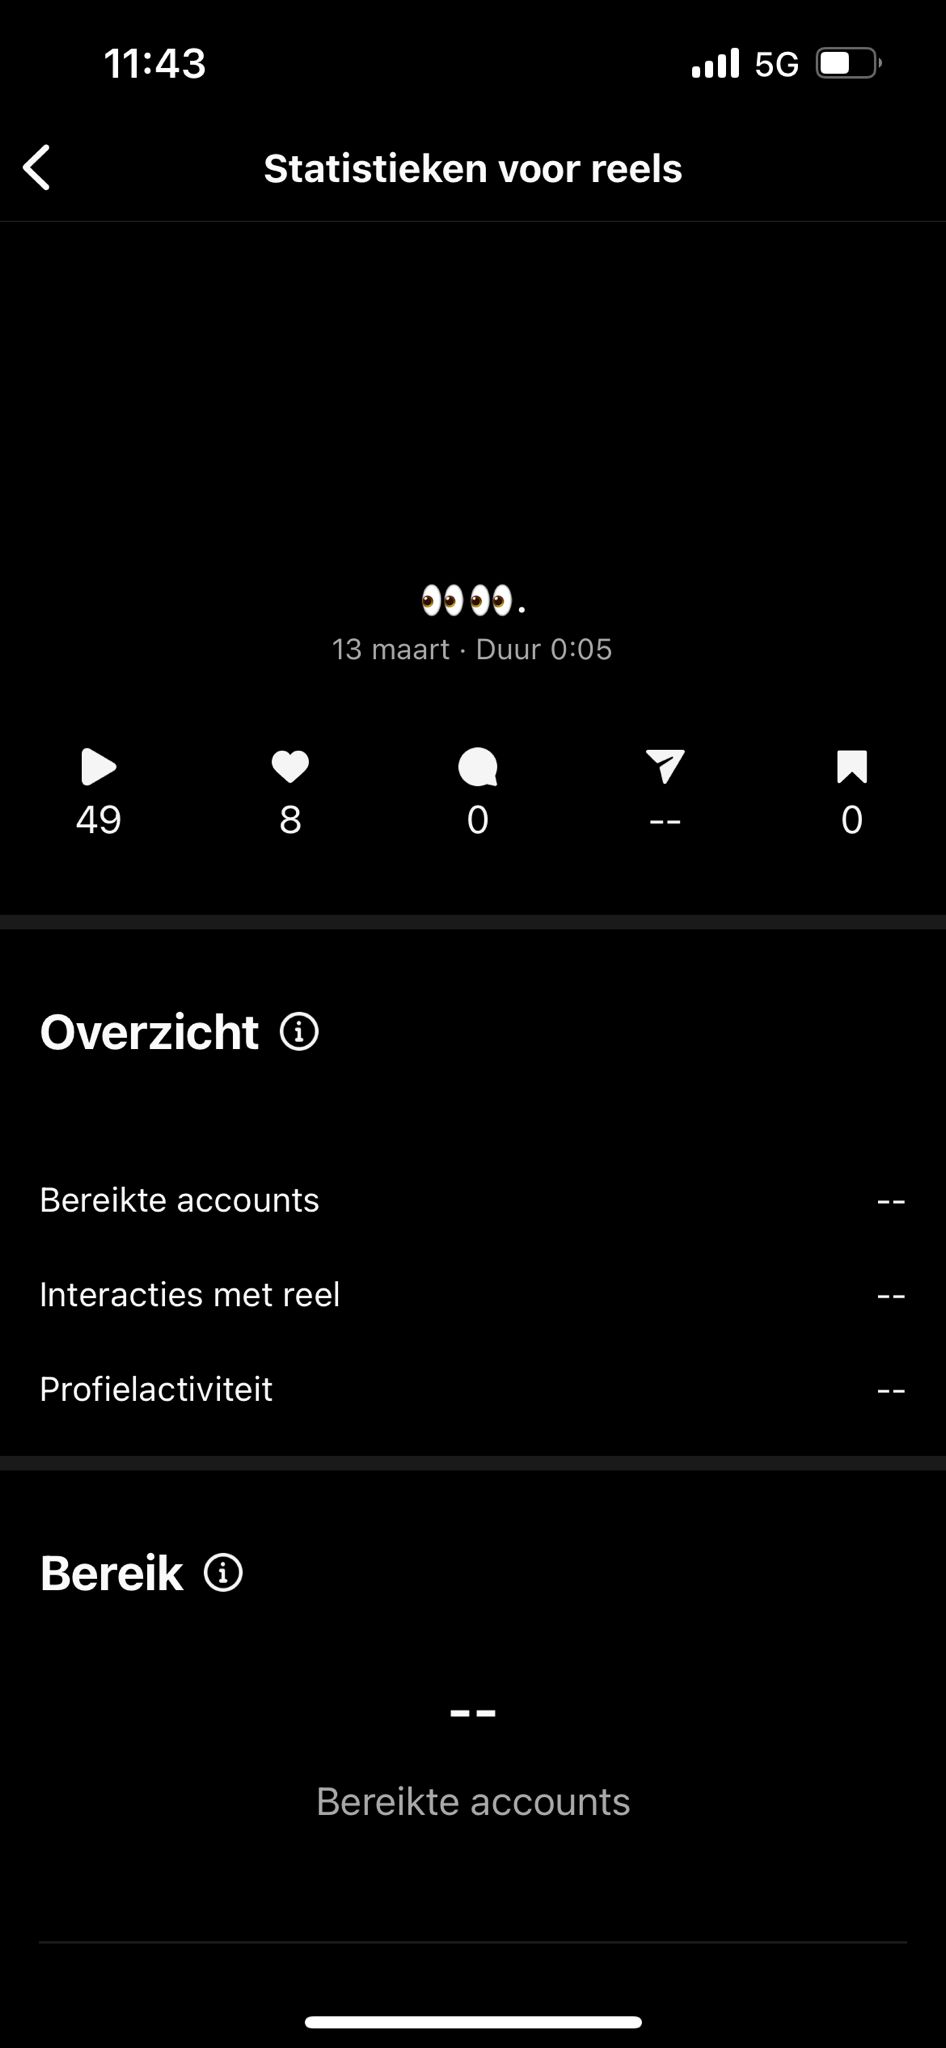 11:43 5G
Statistieken voor reels
👀👀.
13 maart · Duur 0:05
49 8 0 -- 0
Overzicht
Bereikte accounts --
Interacties met reel --
Profielactiviteit --
Bereik
--
Bereikte accounts